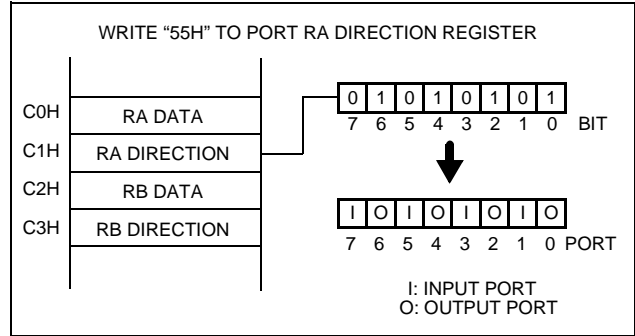 WRITE “55H” TO PORT RA DIRECTION REGISTER
0 1 0 1 0 1 0 1
7 6 5 4 3 2 1 0 BIT
C0H RA DATA
C1H RA DIRECTION
C2H RB DATA
C3H RB DIRECTION
I O I O I O I O
7 6 5 4 3 2 1 0 PORT
I: INPUT PORT
O: OUTPUT PORT